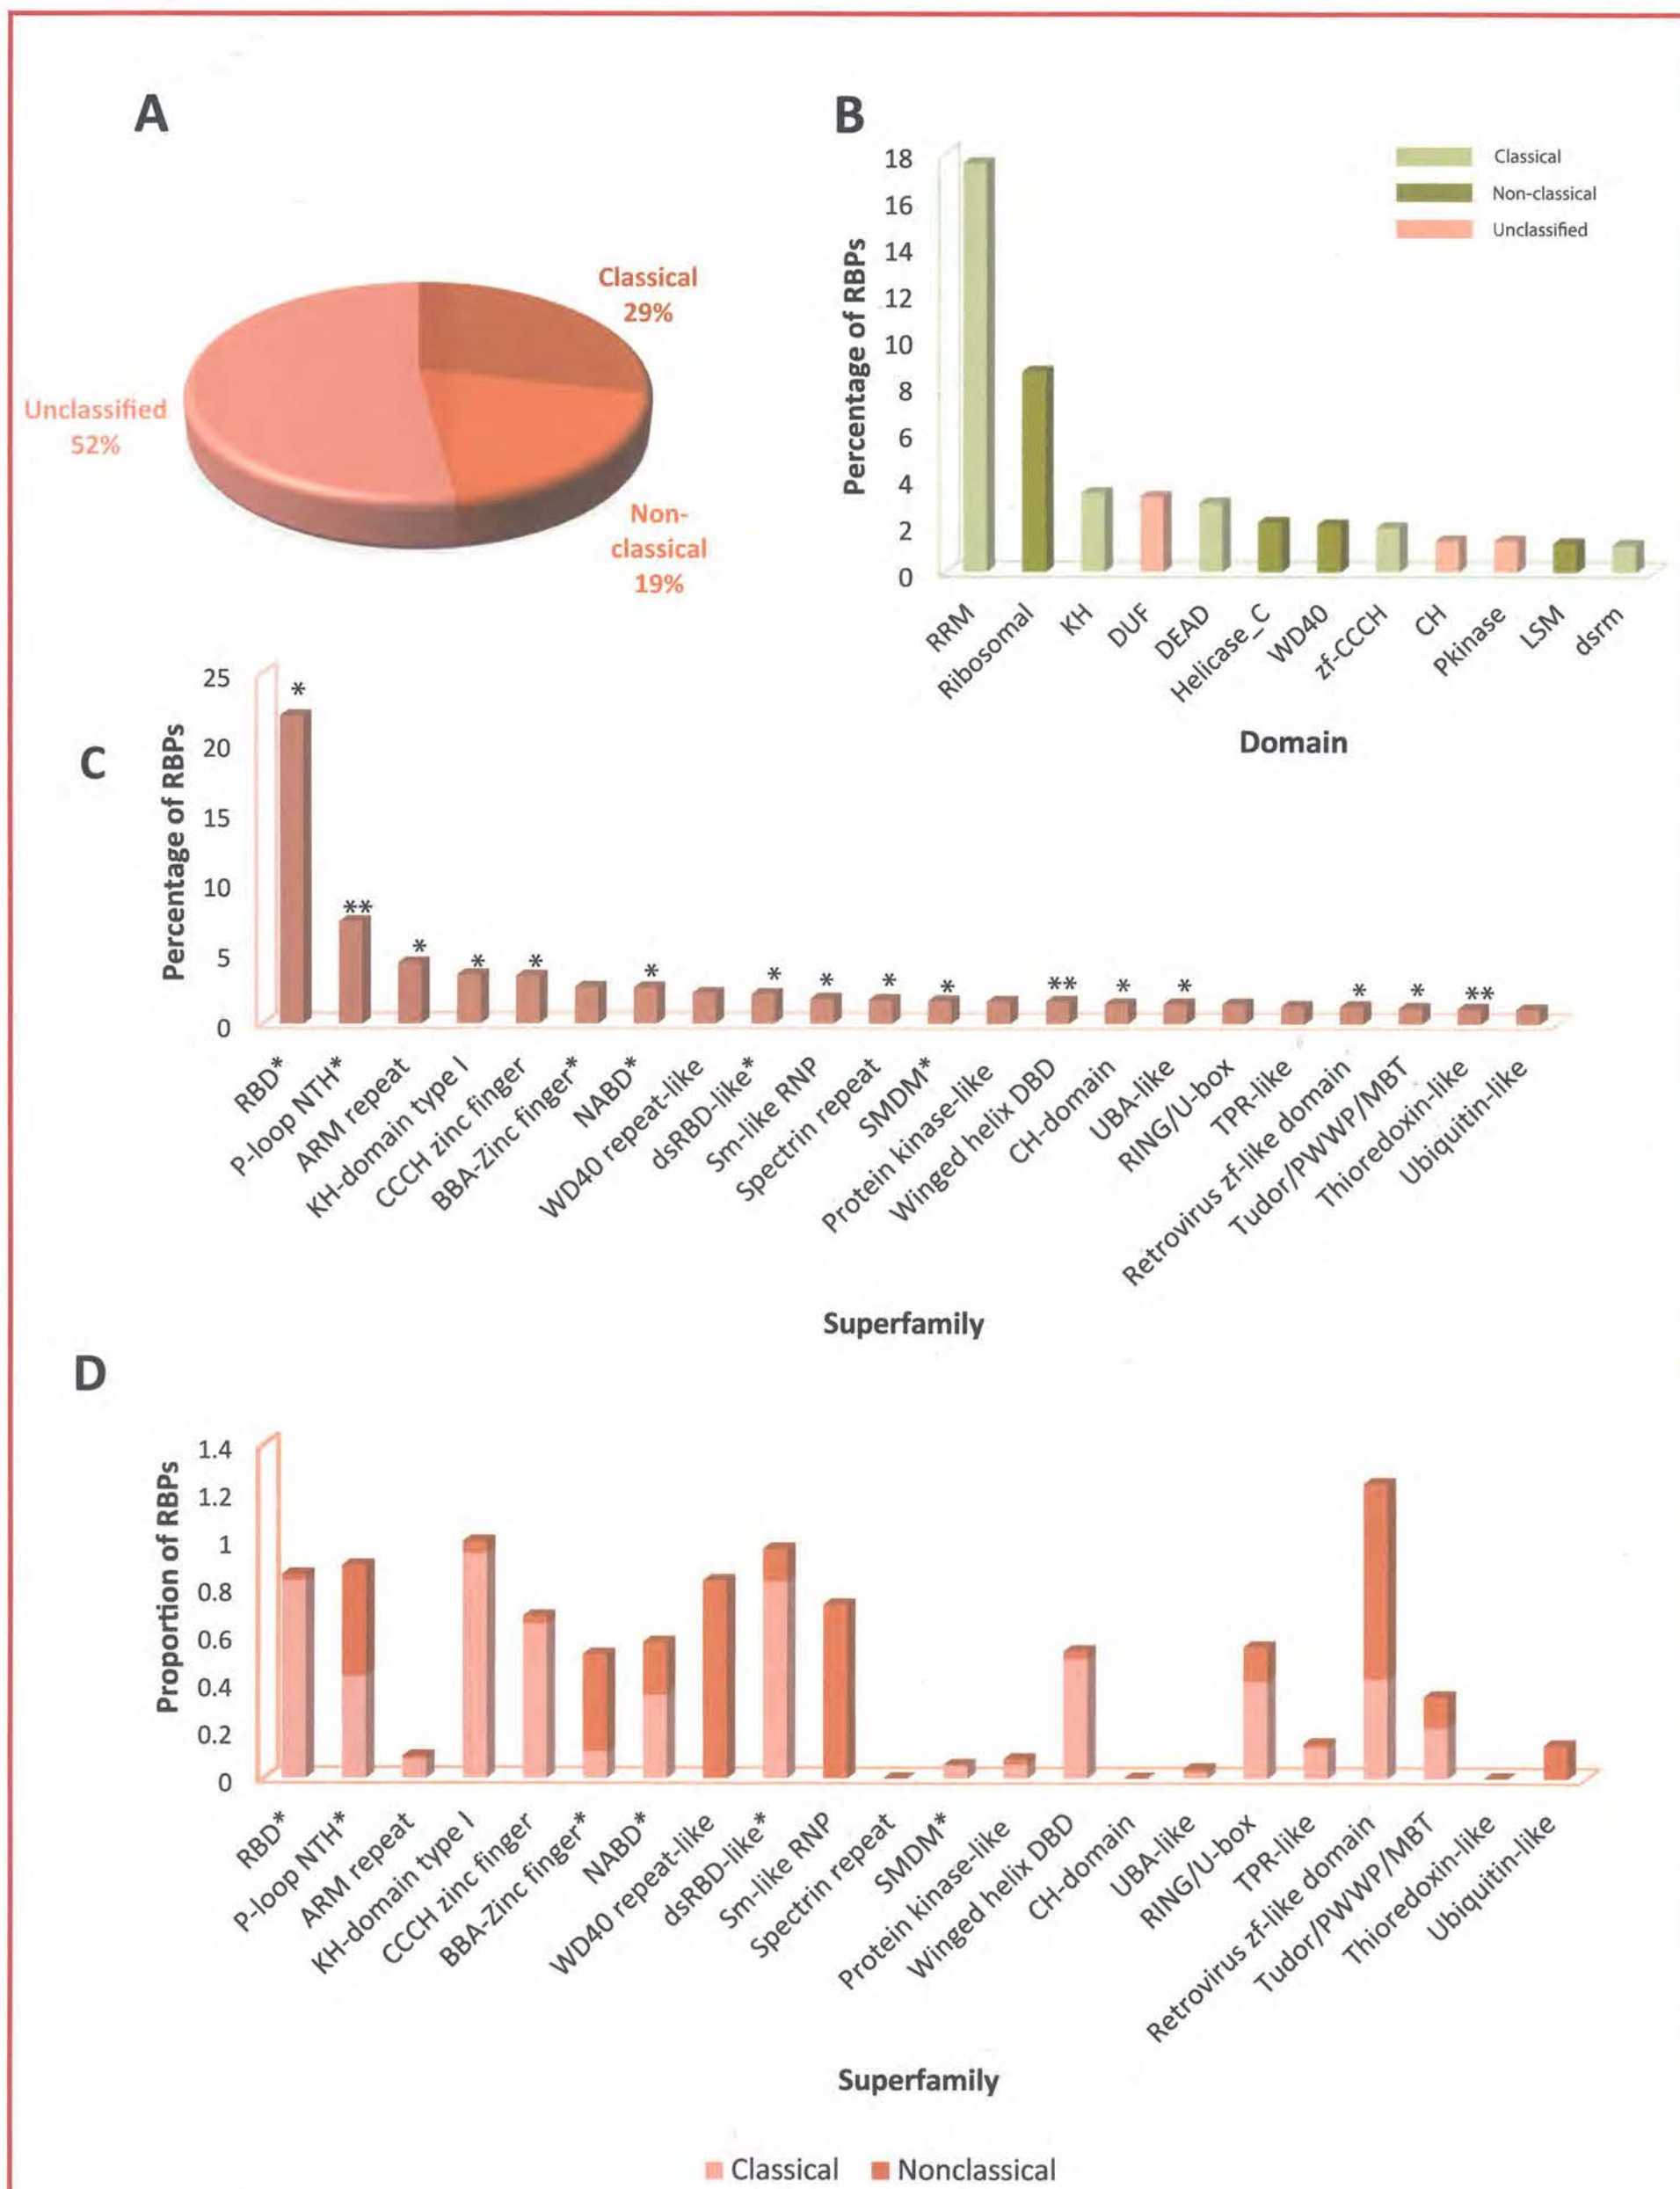 A
Classical
29%
Unclassified
52%
Non-
classical
19%
B
Percentage of RBPs
18
16
14
12
10
8
6
4
2
0
Classical
Non-classical
Unclassified
RRM
Ribosomal
KH
DUF
DEAD
Helicase_C
WD40
zf-CCCH
CH
Pkinase
LSM
dsrm
Domain
C
Percentage of RBPs
25
20
15
10
5
0
*
**
*
*
*
*
*
*
*
*
**
*
*
*
*
**
RBD*
P-loop NTH*
ARM repeat
KH-domain type I
CCCH zinc finger
BBA-Zinc finger*
NABD*
WD40 repeat-like
dsRBD-like*
Sm-like RNP
Spectrin repeat
SMDM*
Protein kinase-like
Winged helix DBD
CH-domain
UBA-like
RING/U-box
TPR-like
Retrovirus zf-like domain
Tudor/PWWP/MBT
Thioredoxin-like
Ubiquitin-like
Superfamily
D
Proportion of RBPs
1.4
1.2
1
0.8
0.6
0.4
0.2
0
RBD*
P-loop NTH*
ARM repeat
KH-domain type I
CCCH zinc finger
BBA-Zinc finger*
NABD*
WD40 repeat-like
dsRBD-like*
Sm-like RNP
Spectrin repeat
SMDM*
Protein kinase-like
Winged helix DBD
CH-domain
UBA-like
RING/U-box
TPR-like
Retrovirus zf-like domain
Tudor/PWWP/MBT
Thioredoxin-like
Ubiquitin-like
Superfamily
Classical Nonclassical